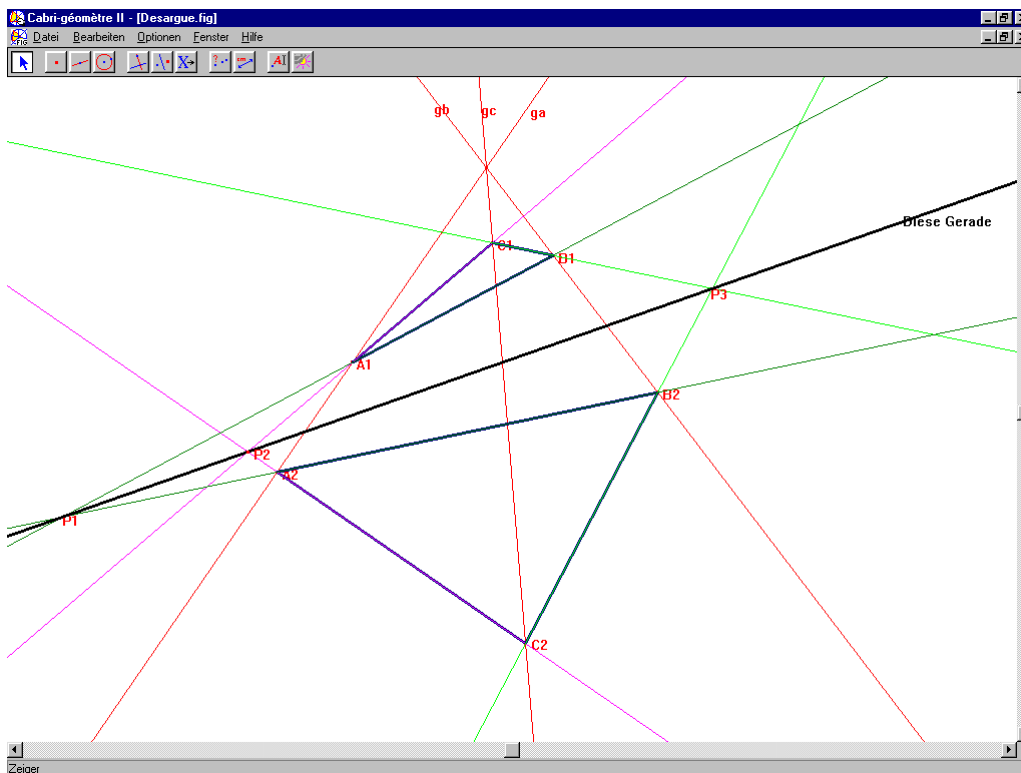 Cabri-géomètre II - [Desargue.fig]
Datei Bearbeiten Optionen Fenster Hilfe
gb gc ga
Diese Gerade
C1
B1
P3
A1
B2
P2
A2
P1
C2
Zeiger